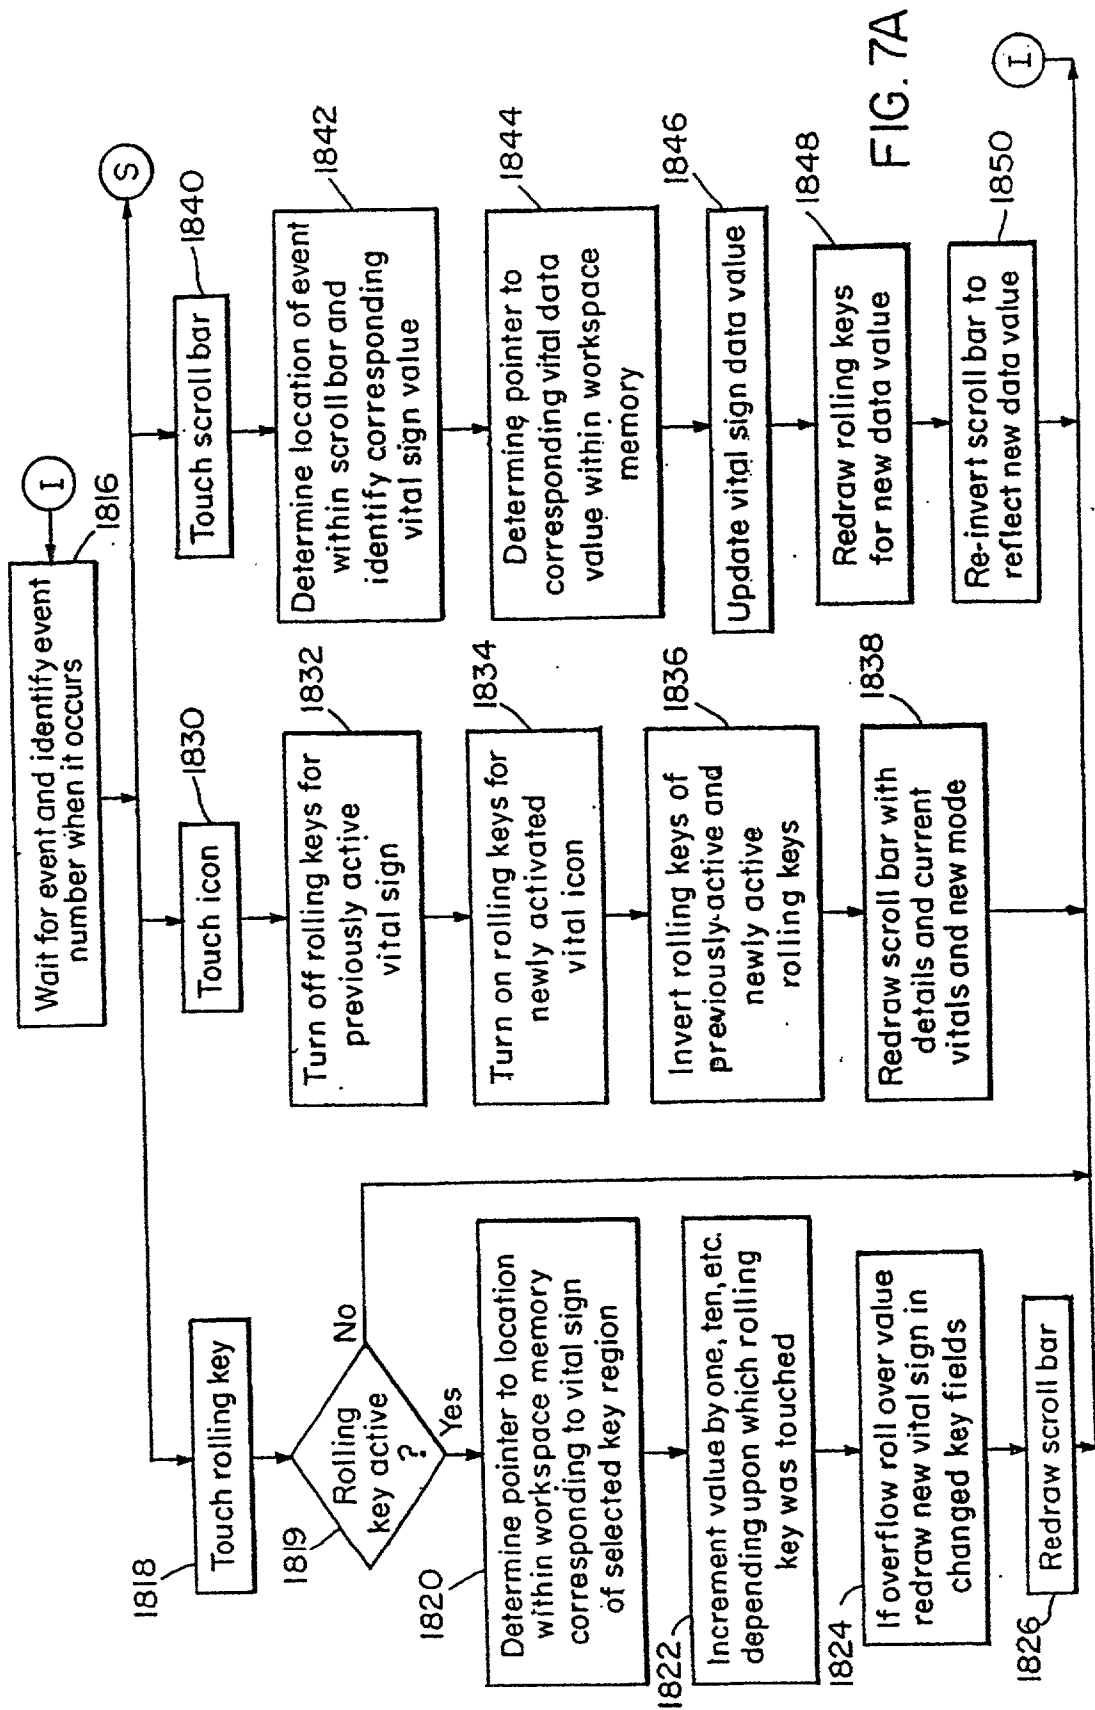 I
1816
Wait for event and identify event
number when it occurs
S
1818
Touch rolling key
1819
Rolling
key active
?
No
Yes
1820
Determine pointer to location
within workspace memory
corresponding to vital sign
of selected key region
1822
Increment value by one, ten, etc.
depending upon which rolling
key was touched
1824
If overflow roll over value
redraw new vital sign in
changed key fields
1826
Redraw scroll bar
1830
Touch icon
1832
Turn off rolling keys for
previously active
vital sign
1834
Turn on rolling keys for
newly activated
vital icon
1836
Invert rolling keys of
previously active and
newly active
rolling keys
1838
Redraw scroll bar with
details and current
vitals and new mode
1840
Touch scroll bar
1842
Determine location of event
within scroll bar and
identify corresponding
vital sign value
1844
Determine pointer to
corresponding vital data
value within workspace
memory
1846
Update vital sign data value
1848
Redraw rolling keys
for new data value
1850
Re-invert scroll bar to
reflect new data value
I
FIG. 7A